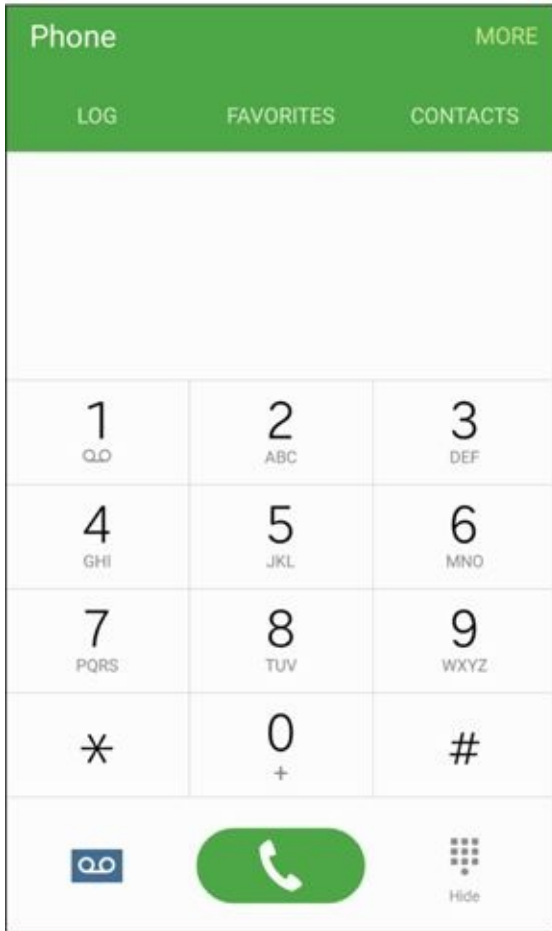 Phone MORE
LOG FAVORITES CONTACTS
1 2 3
ABC DEF
4 5 6
GHI JKL MNO
7 8 9
PQRS TUV WXYZ
* 0 #
+
Hide